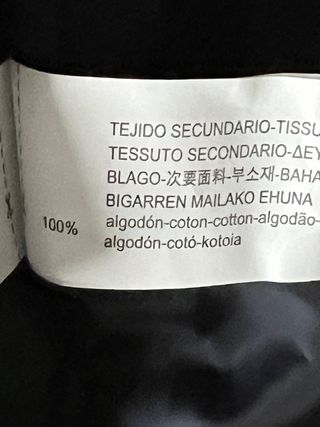 TEJIDO SECUNDARIO-TISSU
TESSUTO SECONDARIO-ΔΕΥ
BLAGO-次要面料-부소재-BAHA
BIGARREN MAILAKO EHUNA
100% algodón-coton-cotton-algodão-
algodón-cotó-kotoia